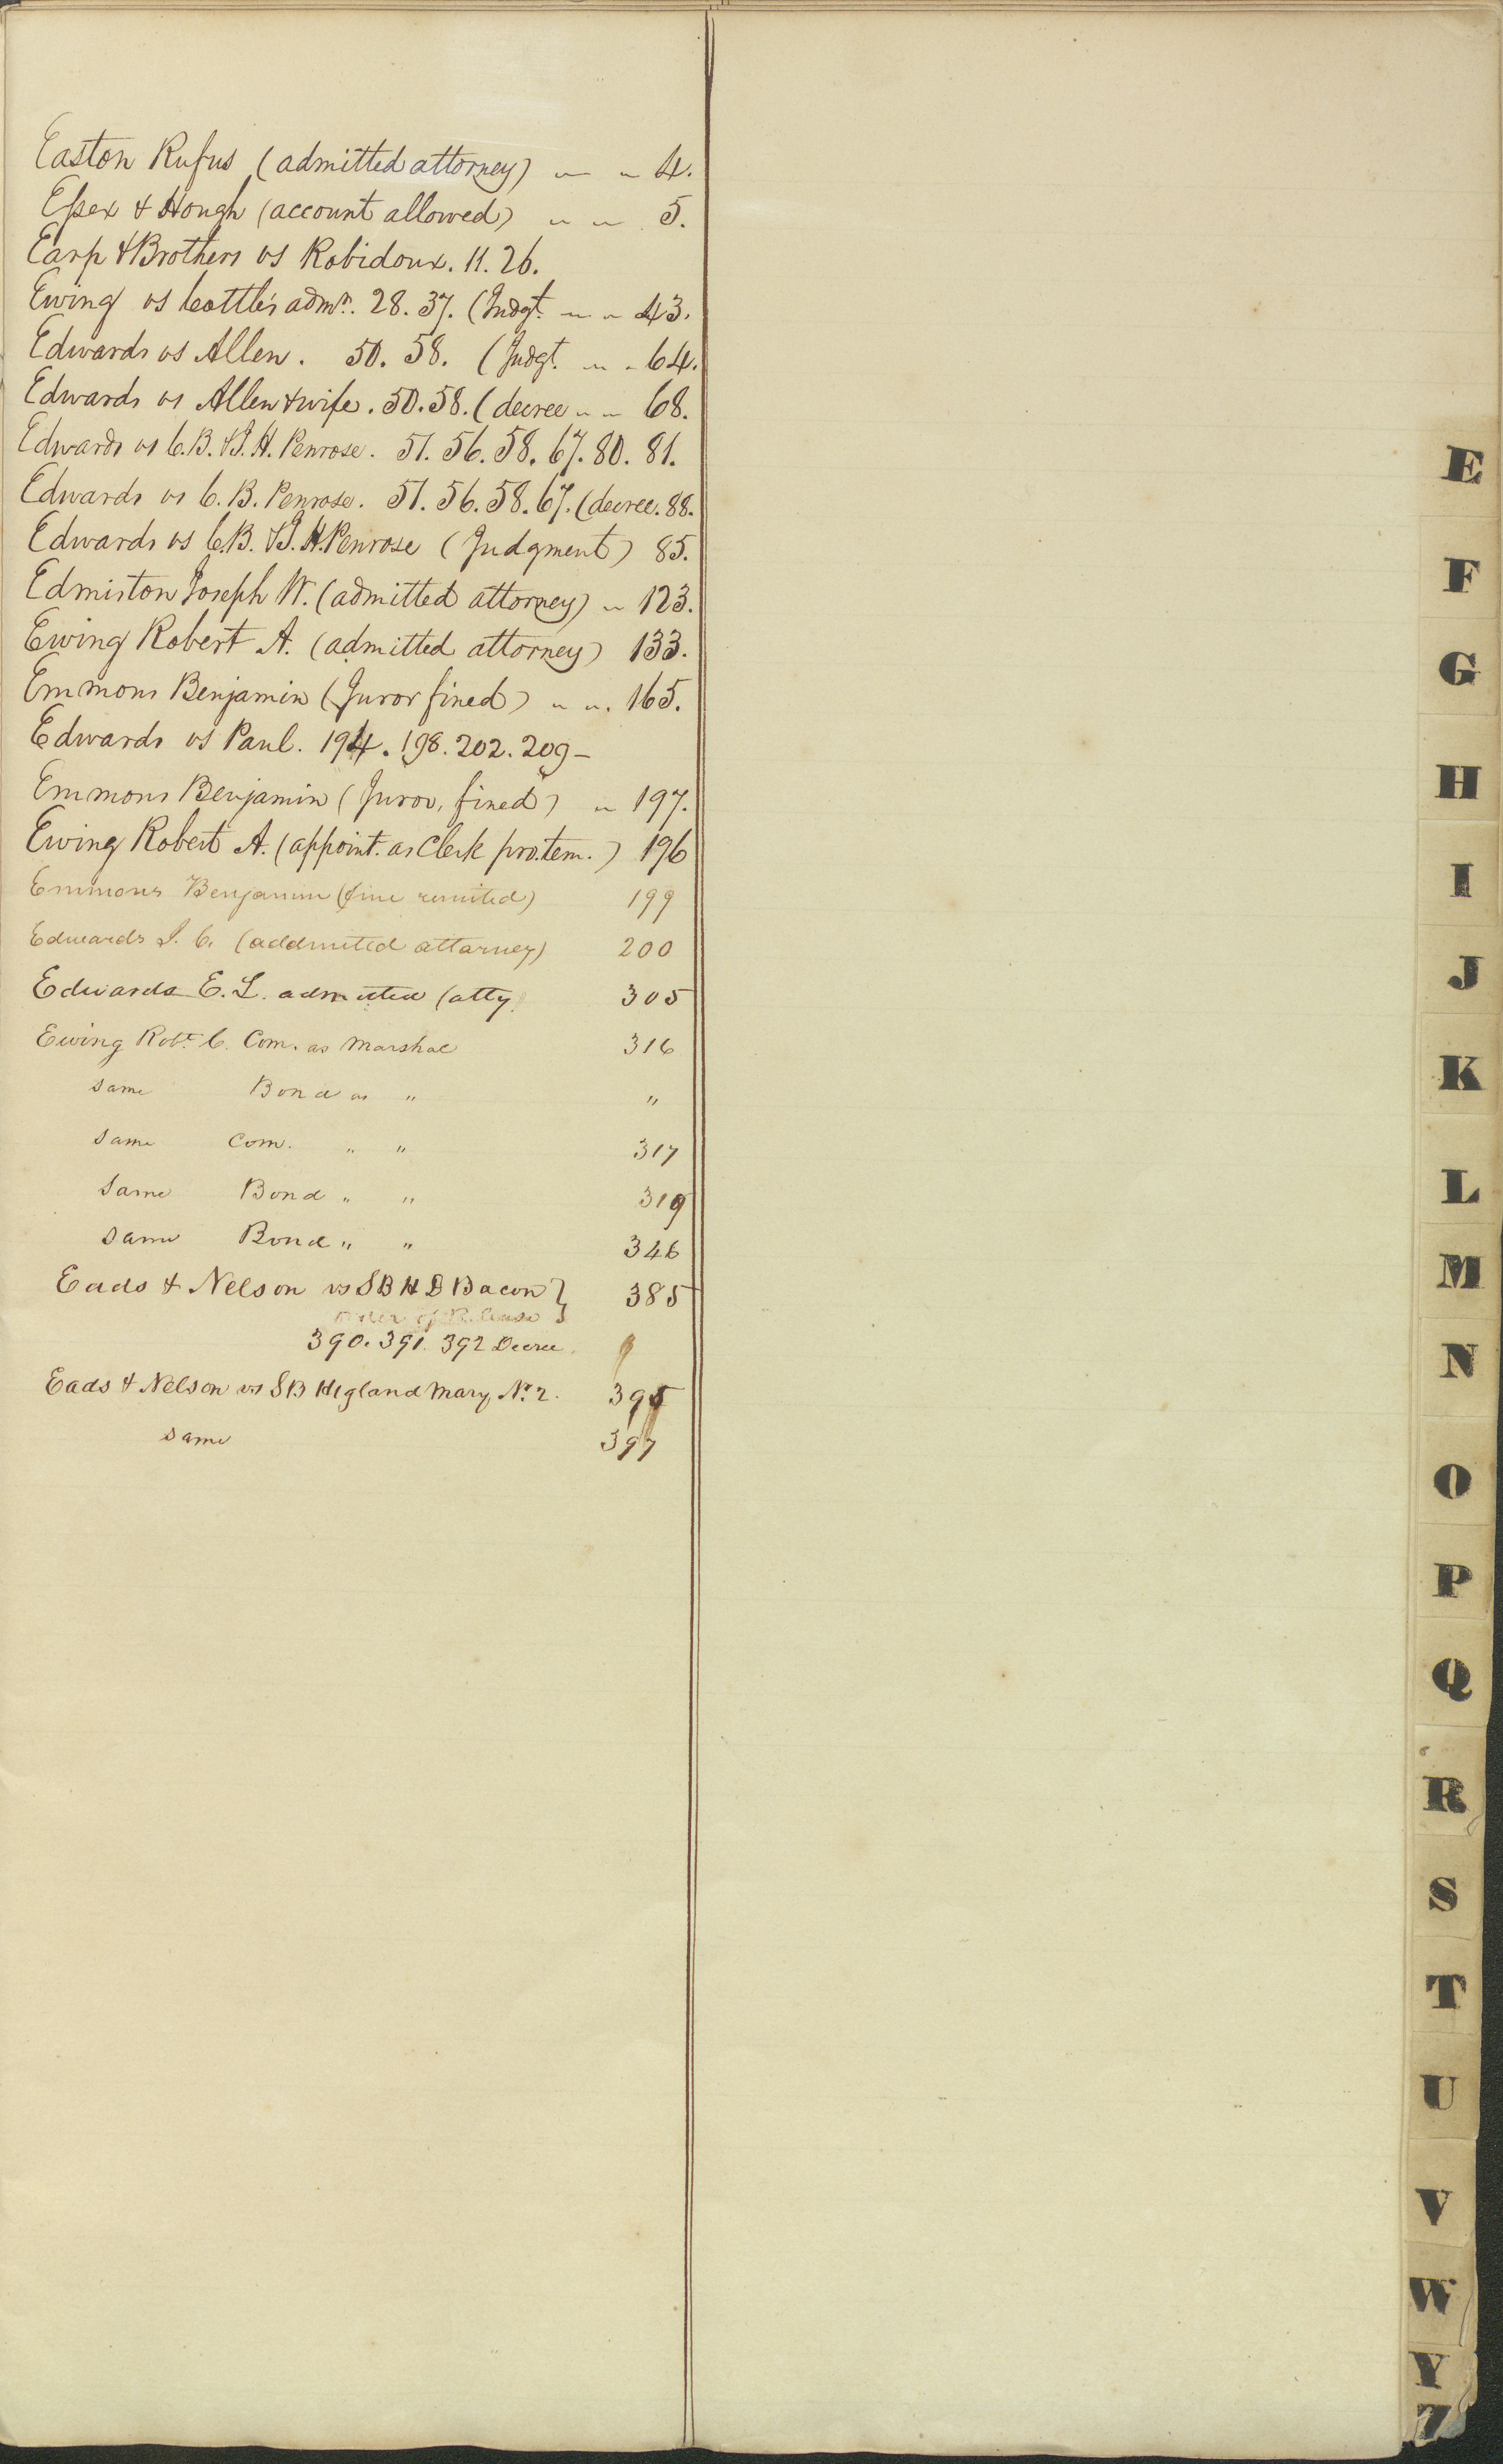 Easton Rufus (admitted attorney) " " 4.
Essex & Hough (account allowed) " " 5.
Earp & Brothers vs Robidoux. 11. 26.
Ewing vs Cottle's admr. 28. 37. (Judgt. " " 43.
Edwards vs Allen. 50. 58. (Judgt. " " 64.
Edwards vs Allen & wife. 50. 58. (decree " " 68.
Edwards vs C. B. & J. H. Penrose. 51. 56. 58. 67. 80. 81.
Edwards vs C. B. Penrose. 51. 56. 58. 67. (decree. 88.
Edwards vs C. B. & J. H. Penrose (Judgment) 85.
Edmiston Joseph W. (admitted attorney) " 123.
Ewing Robert A. (admitted attorney) 133.
Emmons Benjamin (Juror fined) " " 165.
Edwards vs Paul. 194. 198. 202. 209 –
Emmons Benjamin (Juror, fined) " 197.
Ewing Robert A. (appoint. as Clerk pro. tem.) 196
Emmons Benjamin (fine remited) 199
Edwards J. C. (addmited attorney) 200
Edwards E. L. admitted (atty 305
Ewing Robt. C. Com. as Marshal 316
Same Bond as " "
Same Com. " " 317
Same Bond " " 319
Same Bond " " 346
Eads & Nelson vs SB H D Bacon } 385
order of Release
390. 391. 392 Decree.
Eads & Nelson vs SB Higland Mary No. 2. 395
Same 397
E
F
G
H
I
J
K
L
M
N
O
P
Q
R
S
T
U
V
W
Y
Z